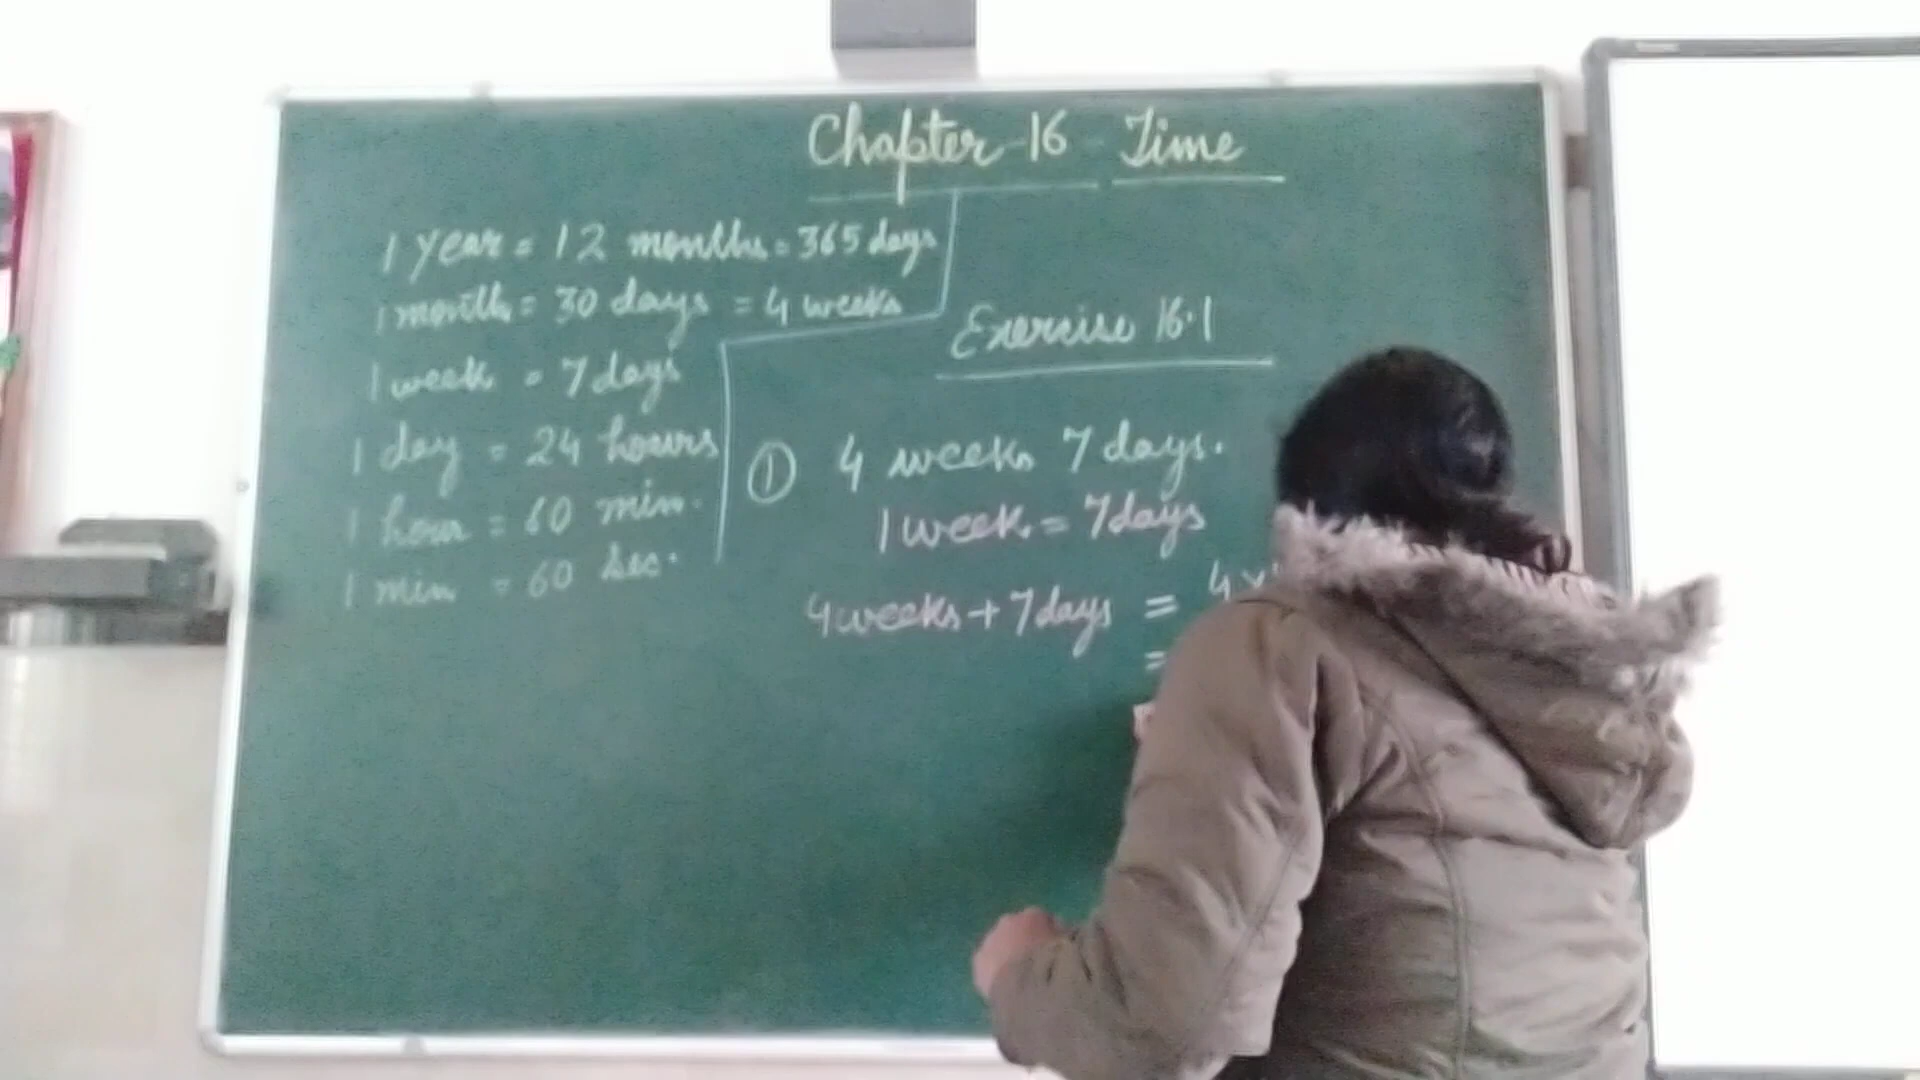 Chapter-16 Time
1 year = 12 months = 365 days
1 month = 30 days = 4 weeks
1 week = 7 days
1 day = 24 hours
1 hour = 60 min.
1 min = 60 sec.
Exercise 16.1
① 4 weeks 7 days.
1 week = 7 days
4 weeks + 7 days = 4 ×
=